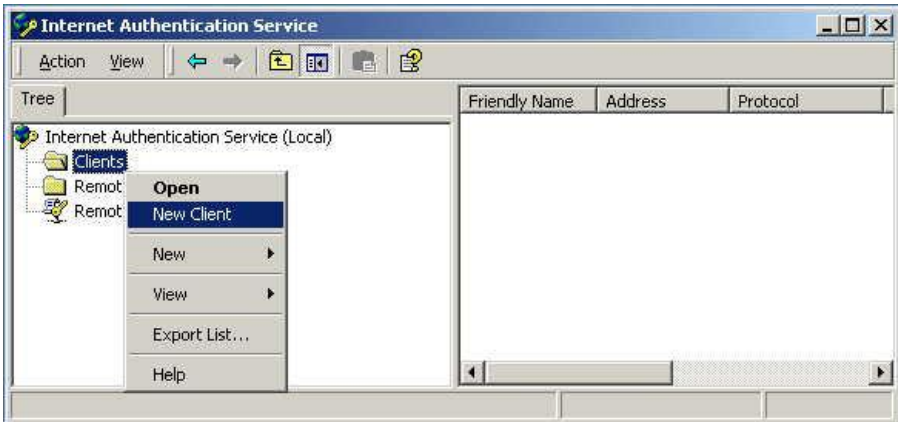 Internet Authentication Service
Action View
Tree
Friendly Name Address Protocol
Internet Authentication Service (Local)
Clients
Remot
Remot
Open
New Client
New
View
Export List...
Help